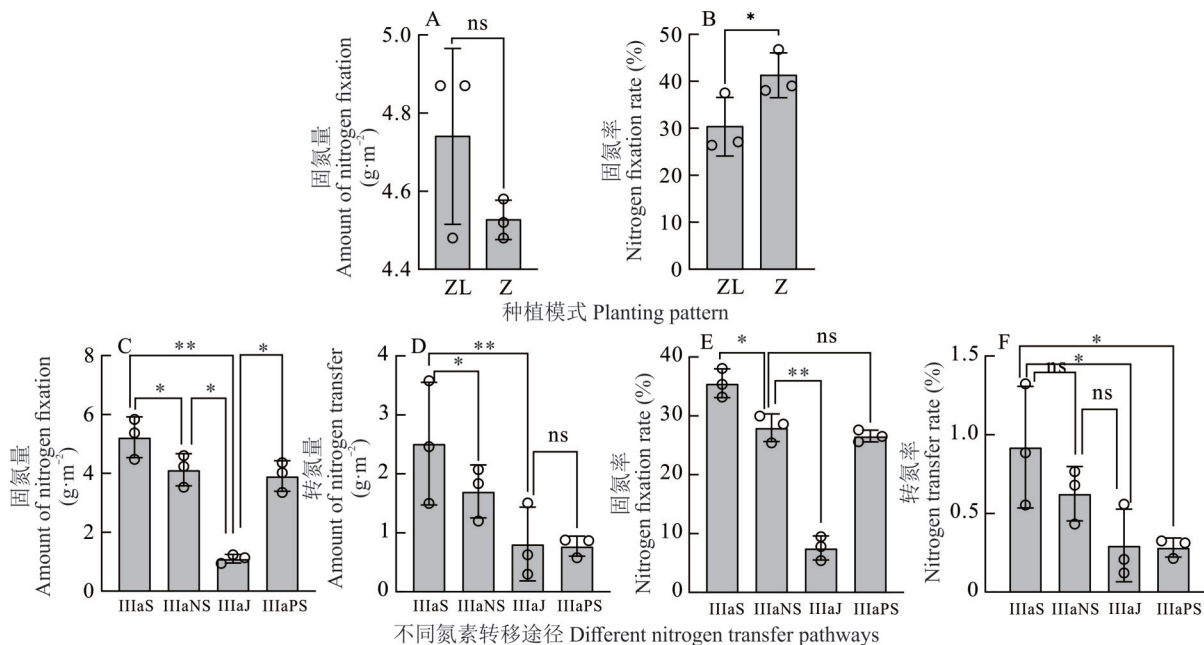 A
固氮量
Amount of nitrogen fixation
(g·m⁻²)
5.0
4.8
4.6
4.4
ns
ZL
Z
B
固氮率
Nitrogen fixation rate (%)
50
40
30
20
10
0
*
ZL
Z
种植模式 Planting pattern
C
固氮量
Amount of nitrogen fixation
(g·m⁻²)
8
6
4
2
0
**
*
*
*
IIIaS
IIIaNS
IIIaJ
IIIaPS
D
转氮量
Amount of nitrogen transfer
(g·m⁻²)
4
3
2
1
0
**
*
ns
IIIaS
IIIaNS
IIIaJ
IIIaPS
E
固氮率
Nitrogen fixation rate (%)
40
30
20
10
0
*
ns
**
IIIaS
IIIaNS
IIIaJ
IIIaPS
F
转氮率
Nitrogen transfer rate (%)
1.5
1.0
0.5
0
*
*
ns
ns
IIIaS
IIIaNS
IIIaJ
IIIaPS
不同氮素转移途径 Different nitrogen transfer pathways